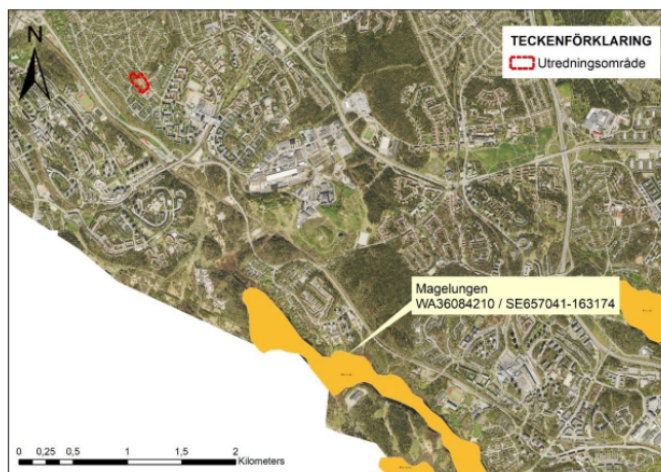 N
TECKENFÖRKLARING
Utredningsområde
Magelungen
WA36084210 / SE657041-163174
0 0,25 0,5 1 1,5 2
Kilometers